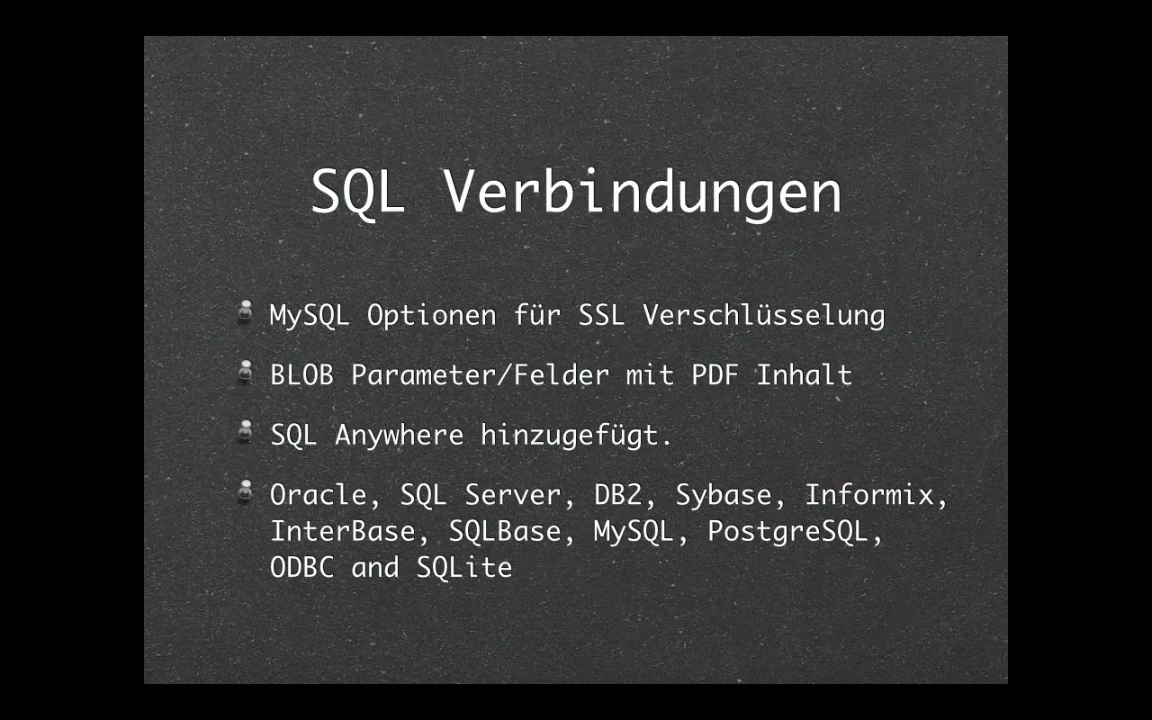 SQL Verbindungen
MySQL Optionen für SSL Verschlüsselung
BLOB Parameter/Felder mit PDF Inhalt
SQL Anywhere hinzugefügt.
Oracle, SQL Server, DB2, Sybase, Informix,
InterBase, SQLBase, MySQL, PostgreSQL,
ODBC and SQLite